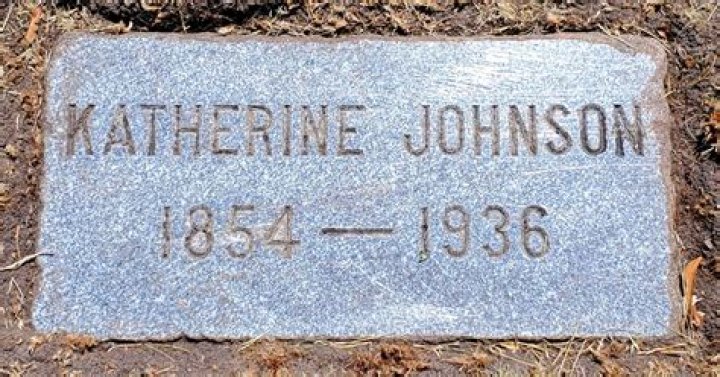 KATHERINE JOHNSON
1854 — 1936